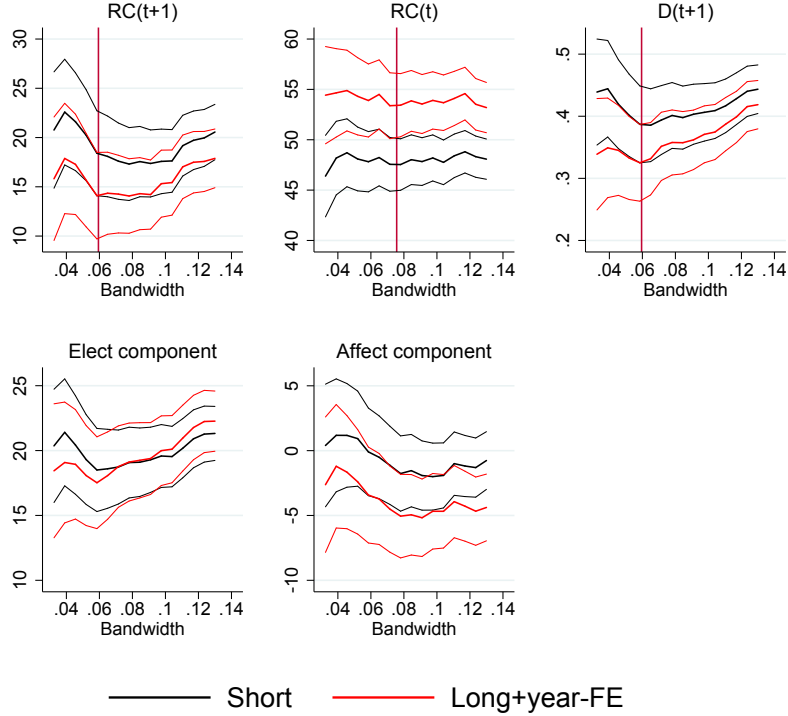 RC(t+1)
30
25
20
15
10
.04 .06 .08 .1 .12 .14
Bandwidth
RC(t)
60
55
50
45
40
.04 .06 .08 .1 .12 .14
Bandwidth
D(t+1)
.5
.4
.3
.2
.04 .06 .08 .1 .12 .14
Bandwidth
Elect component
25
20
15
10
.04 .06 .08 .1 .12 .14
Bandwidth
Affect component
5
0
-5
-10
.04 .06 .08 .1 .12 .14
Bandwidth
Short Long+year-FE